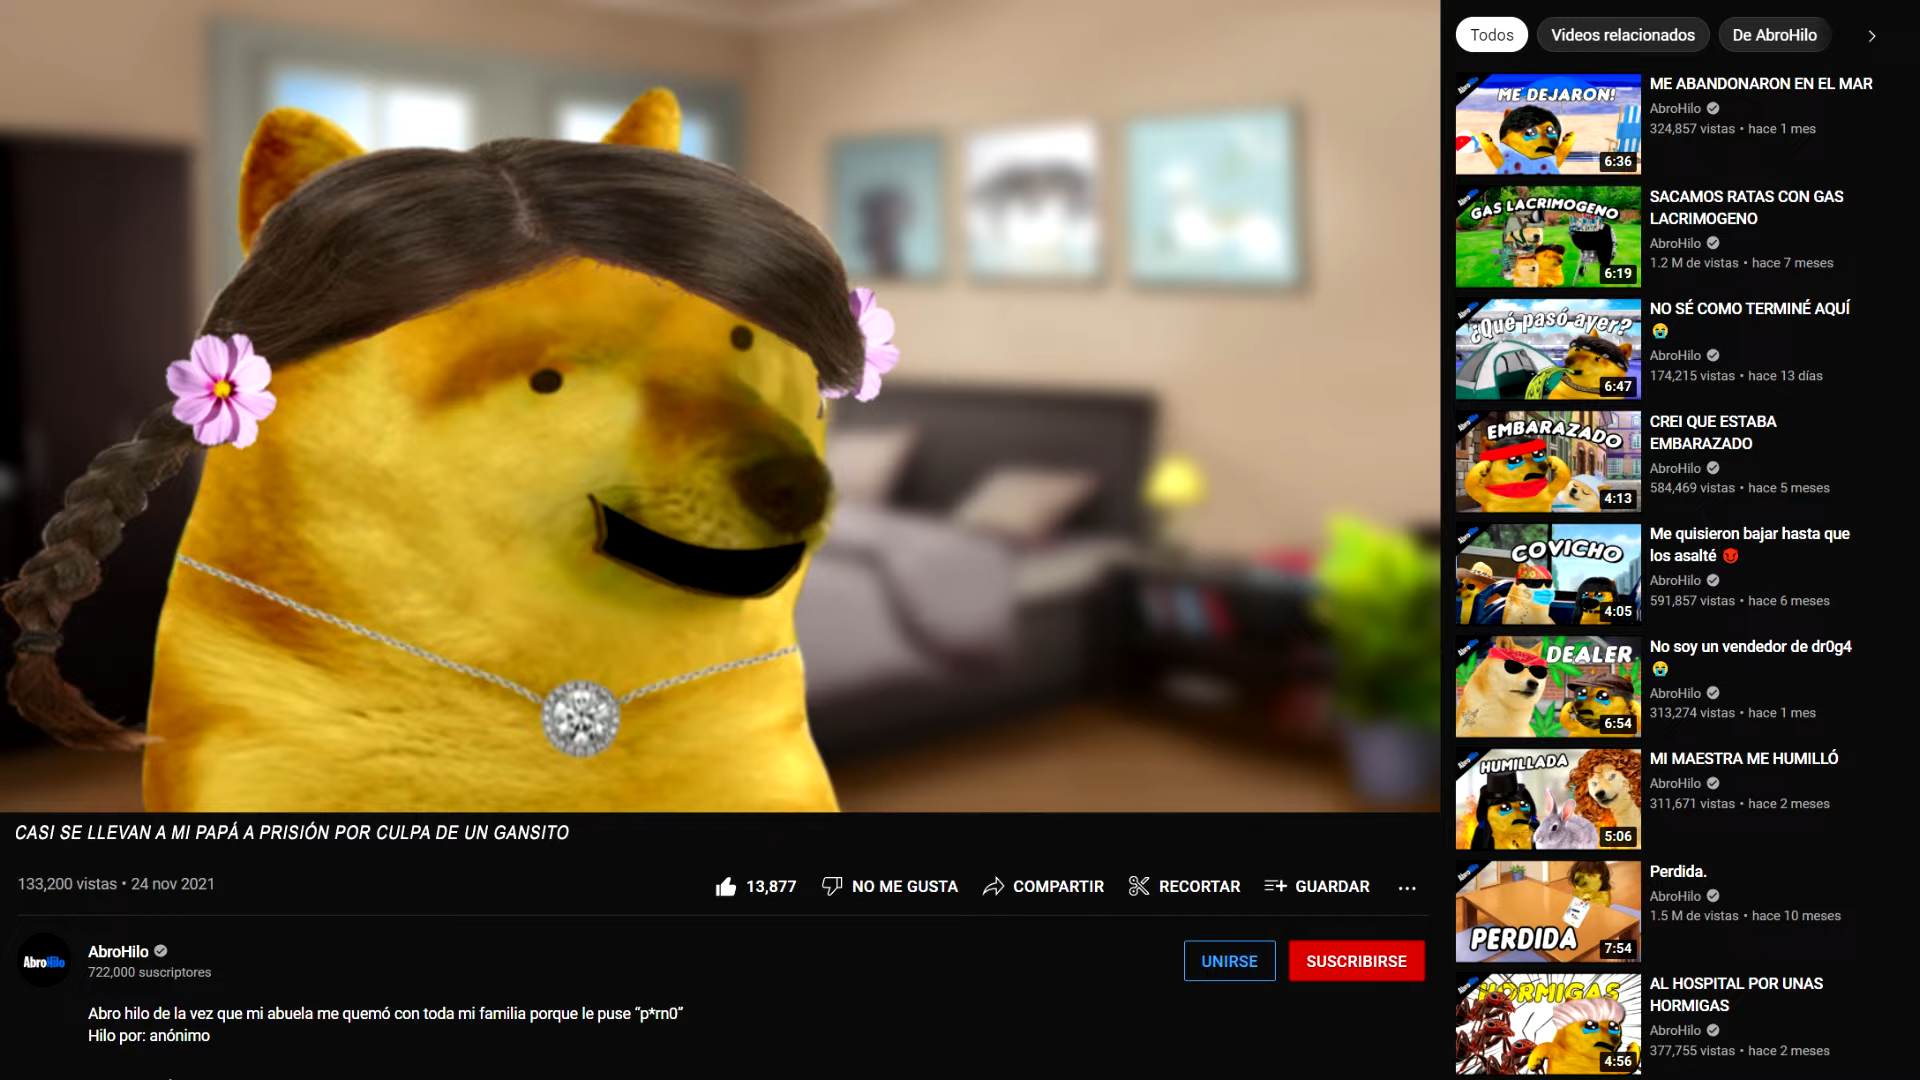 CASI SE LLEVAN A MI PAPÁ A PRISIÓN POR CULPA DE UN GANSITO
133,200 vistas • 24 nov 2021
13,877
NO ME GUSTA
COMPARTIR
RECORTAR
GUARDAR
AbroHilo
AbroHilo
722,000 suscriptores
UNIRSE
SUSCRIBIRSE
Abro hilo de la vez que mi abuela me quemó con toda mi familia porque le puse “p*rn0”
Hilo por: anónimo
Todos
Videos relacionados
De AbroHilo
ME DEJARON!
6:36
ME ABANDONARON EN EL MAR
AbroHilo
324,857 vistas • hace 1 mes
GAS LACRIMOGENO
6:19
SACAMOS RATAS CON GAS
LACRIMOGENO
AbroHilo
1.2 M de vistas • hace 7 meses
¿Qué pasó ayer?
6:47
NO SÉ COMO TERMINÉ AQUÍ
😭
AbroHilo
174,215 vistas • hace 13 días
EMBARAZADO
4:13
CREI QUE ESTABA
EMBARAZADO
AbroHilo
584,469 vistas • hace 5 meses
COVICHO
4:05
Me quisieron bajar hasta que
los asalté 😈
AbroHilo
591,857 vistas • hace 6 meses
DEALER
6:54
No soy un vendedor de dr0g4
😭
AbroHilo
313,274 vistas • hace 1 mes
HUMILLADA
5:06
MI MAESTRA ME HUMILLÓ
AbroHilo
311,671 vistas • hace 2 meses
PERDIDA
7:54
Perdida.
AbroHilo
1.5 M de vistas • hace 10 meses
HORMIGAS
4:56
AL HOSPITAL POR UNAS
HORMIGAS
AbroHilo
377,755 vistas • hace 2 meses